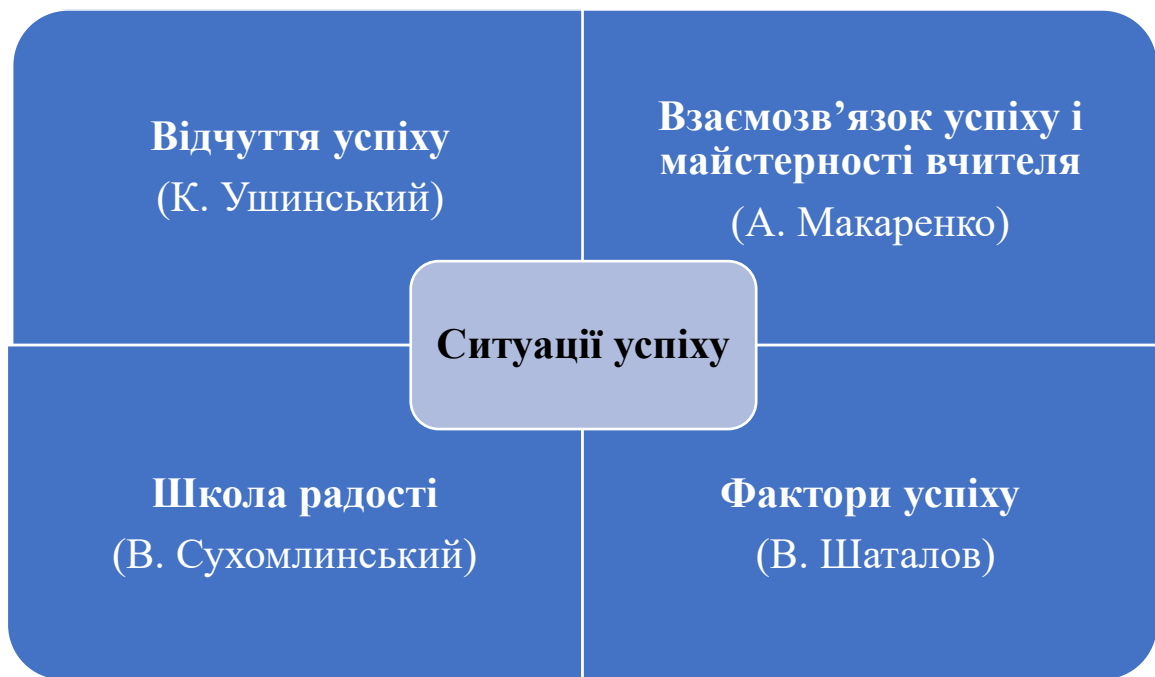 Відчуття успіху
(К. Ушинський)
Взаємозв’язок успіху і
майстерності вчителя
(А. Макаренко)
Ситуації успіху
Школа радості
(В. Сухомлинський)
Фактори успіху
(В. Шаталов)